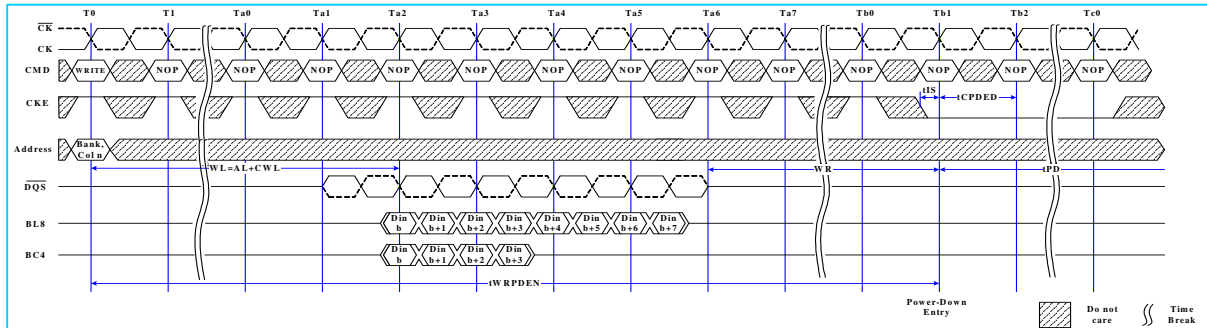 T0 T1 Ta0 Ta1 Ta2 Ta3 Ta4 Ta5 Ta6 Ta7 Tb0 Tb1 Tb2 Tc0
CK
CK
CMD WRITE NOP NOP NOP NOP NOP NOP NOP NOP NOP NOP NOP NOP NOP
tIS tCPDED
CKE
Address Bank, Col n
WL=AL+CWL WR tPD
DQS
BL8 Din b Din b+1 Din b+2 Din b+3 Din b+4 Din b+5 Din b+6 Din b+7
BC4 Din b Din b+1 Din b+2 Din b+3
tWRPDEN
Power-Down Entry
Do not care
Time Break